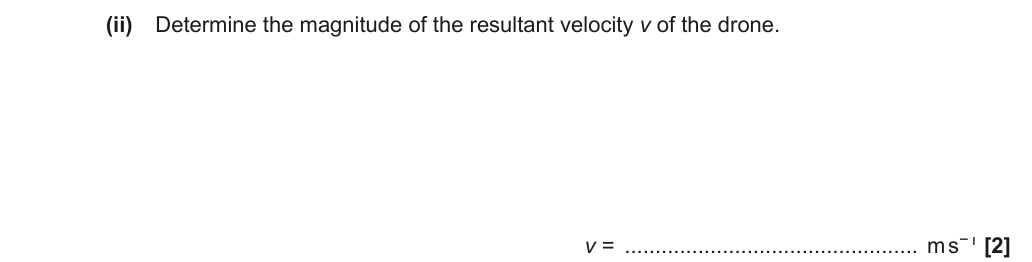 (ii) Determine the magnitude of the resultant velocity v of the drone.
v = ................................................ m s⁻¹ [2]